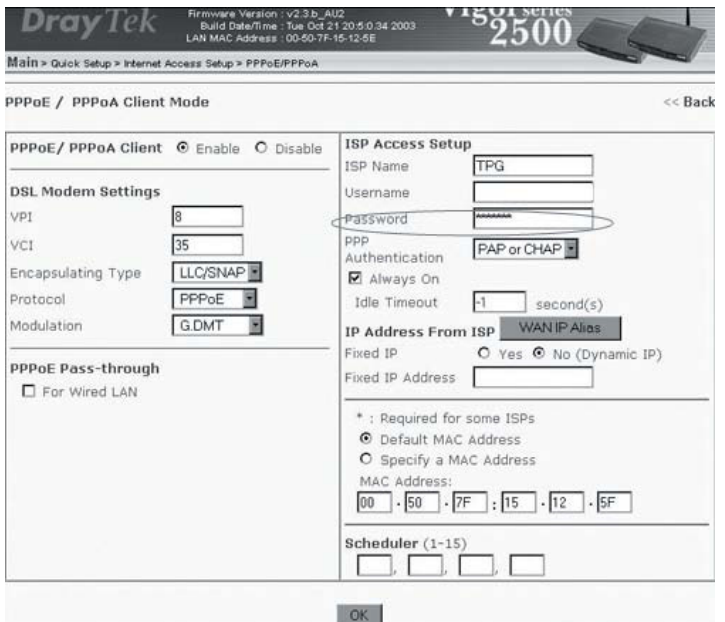 DrayTek
Firmware Version : v2.3.b_AU2
Build Date/Time : Tue Oct 21 20:5:0.34 2003
LAN MAC Address : 00-50-7F-15-12-5E
Vigor series
2500
Main > Quick Setup > Internet Access Setup > PPPoE/PPPoA
PPPoE / PPPoA Client Mode
<< Back
PPPoE/ PPPoA Client Enable Disable
DSL Modem Settings
VPI 8
VCI 35
Encapsulating Type LLC/SNAP
Protocol PPPoE
Modulation G.DMT
PPPoE Pass-through
For Wired LAN
ISP Access Setup
ISP Name TPG
Username
Password *******
PPP
Authentication PAP or CHAP
Always On
Idle Timeout -1 second(s)
IP Address From ISP WAN IP Alias
Fixed IP Yes No (Dynamic IP)
Fixed IP Address
* : Required for some ISPs
Default MAC Address
Specify a MAC Address
MAC Address:
00 . 50 . 7F : 15 . 12 . 5F
Scheduler (1-15)
, , ,
OK